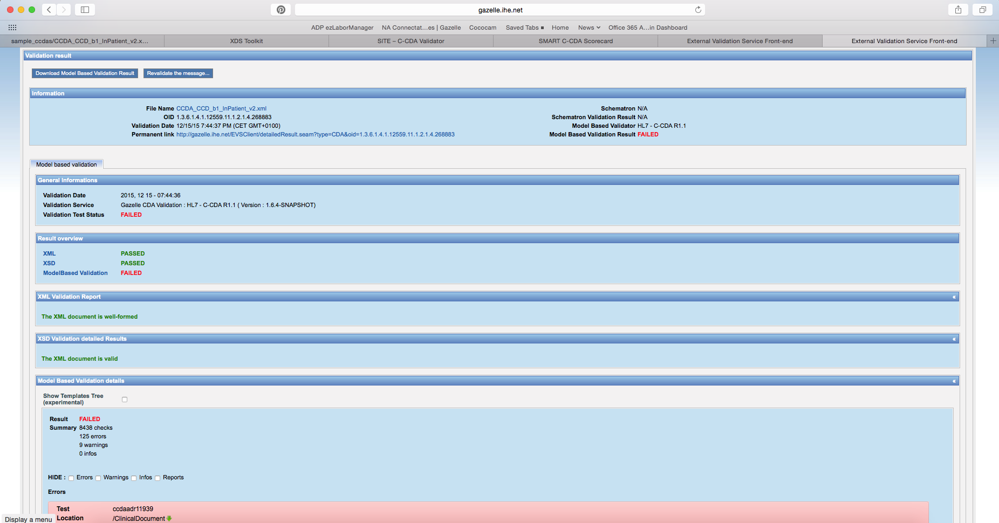 gazelle.ihe.net
ADP ezLaborManager NA Connectat...es | Gazelle Cococam Saved Tabs Home News Office 365 A...in Dashboard
sample_ccdas/CCDA_CCD_b1_InPatient_v2.x... XDS Toolkit SITE – C-CDA Validator SMART C-CDA Scorecard External Validation Service Front-end External Validation Service Front-end
Validation result
Download Model Based Validation Result Revalidate the message...
Information
File Name CCDA_CCD_b1_InPatient_v2.xml Schematron N/A
OID 1.3.6.1.4.1.12559.11.1.2.1.4.268883 Schematron Validation Result N/A
Validation Date 12/15/15 7:44:37 PM (CET GMT+0100) Model Based Validator HL7 - C-CDA R1.1
Permanent link http://gazelle.ihe.net/EVSClient/detailedResult.seam?type=CDA&oid=1.3.6.1.4.1.12559.11.1.2.1.4.268883 Model Based Validation Result FAILED
Model based validation
General Informations
Validation Date 2015, 12 15 - 07:44:36
Validation Service Gazelle CDA Validation : HL7 - C-CDA R1.1 ( Version : 1.6.4-SNAPSHOT)
Validation Test Status FAILED
Result overview
XML PASSED
XSD PASSED
ModelBased Validation FAILED
XML Validation Report «
The XML document is well-formed
XSD Validation detailed Results «
The XML document is valid
Model Based Validation details «
Show Templates Tree
(experimental)
Result FAILED
Summary 8438 checks
125 errors
9 warnings
0 infos
HIDE : Errors Warnings Infos Reports
Errors
Test ccdaadr11939
Location /ClinicalDocument
Display a menu